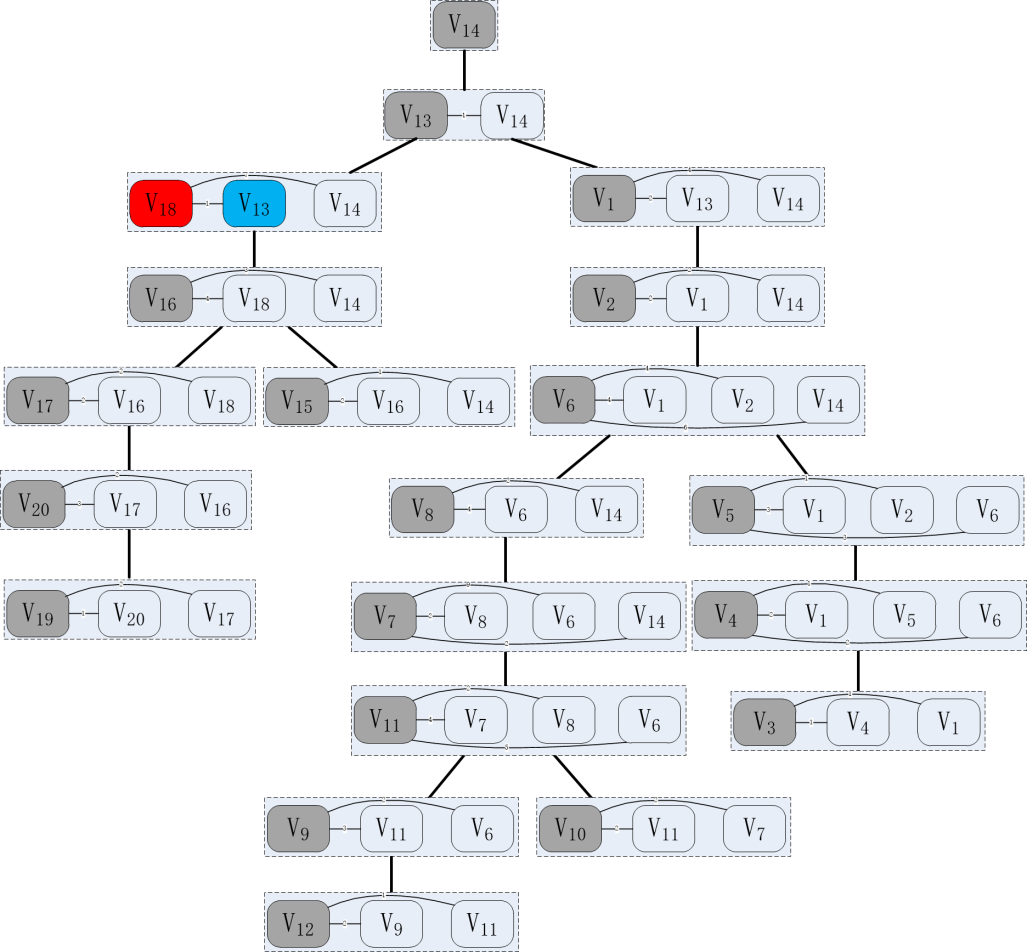 V14
V13 V14
V18 V13 V14
V1 V13 V14
V16 V18 V14
V2 V1 V14
V17 V16 V18
V15 V16 V14
V6 V1 V2 V14
V20 V17 V16
V8 V6 V14
V5 V1 V2 V6
V19 V20 V17
V7 V8 V6 V14
V4 V1 V5 V6
V11 V7 V8 V6
V3 V4 V1
V9 V11 V6
V10 V11 V7
V12 V9 V11